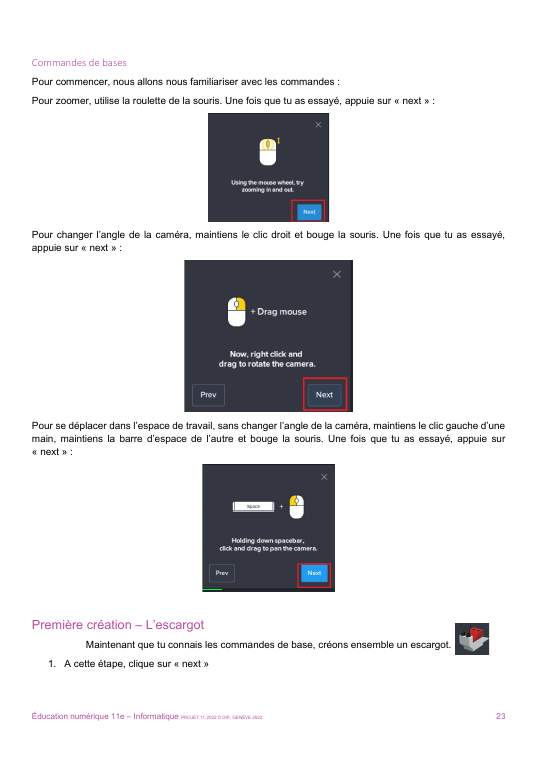 Commandes de bases
Pour commencer, nous allons nous familiariser avec les commandes :
Pour zoomer, utilise la roulette de la souris. Une fois que tu as essayé, appuie sur « next » :
Using the mouse wheel, try
zooming in and out.
Next
Pour changer l'angle de la caméra, maintiens le clic droit et bouge la souris. Une fois que tu as essayé,
appuie sur « next » :
+ Drag mouse
Now, right click and
drag to rotate the camera.
Prev Next
Pour se déplacer dans l'espace de travail, sans changer l'angle de la caméra, maintiens le clic gauche d'une
main, maintiens la barre d'espace de l'autre et bouge la souris. Une fois que tu as essayé, appuie sur
« next » :
Space +
Holding down spacebar,
click and drag to pan the camera.
Prev Next
Première création – L'escargot
Maintenant que tu connais les commandes de base, créons ensemble un escargot.
1. A cette étape, clique sur « next »
Éducation numérique 11e – Informatique PROJET 11, 2022 © DIP, GENÈVE 2022 23